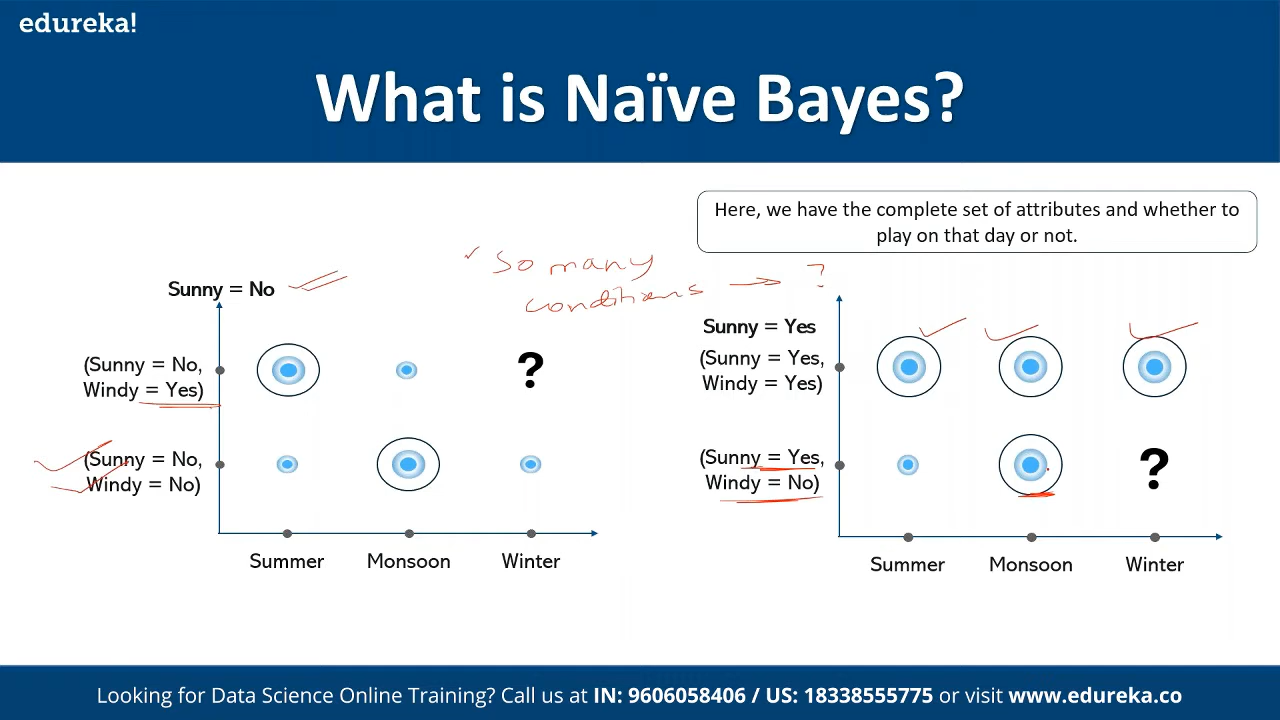 edureka!
What is Naïve Bayes?
Here, we have the complete set of attributes and whether to
play on that day or not.
So many
conditions → ?
Sunny = No
(Sunny = No,
Windy = Yes)
?
(Sunny = No,
Windy = No)
Summer
Monsoon
Winter
Sunny = Yes
(Sunny = Yes,
Windy = Yes)
(Sunny = Yes,
Windy = No)
?
Summer
Monsoon
Winter
Looking for Data Science Online Training? Call us at IN: 9606058406 / US: 18338555775 or visit www.edureka.co